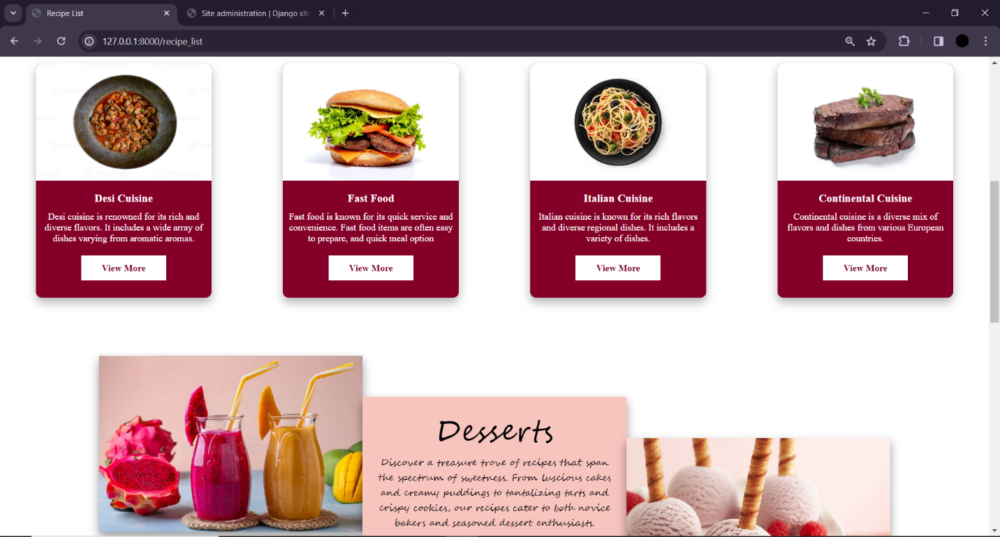 Recipe List
Site administration | Django site
127.0.0.1:8000/recipe_list
Desi Cuisine
Desi cuisine is renowned for its rich and
diverse flavors. It includes a wide array of
dishes varying from aromatic aromas.
View More
Fast Food
Fast food is known for its quick service and
convenience. Fast food items are often easy
to prepare, and quick meal option
View More
Italian Cuisine
Italian cuisine is known for its rich flavors
and diverse regional dishes. It includes a
variety of dishes.
View More
Continental Cuisine
Continental cuisine is a diverse mix of
flavors and dishes from various European
countries.
View More
Desserts
Discover a treasure trove of recipes that span
the spectrum of sweetness. From luscious cakes
and creamy puddings to tantalizing tarts and
crispy cookies, our recipes cater to both novice
bakers and seasoned dessert enthusiasts.